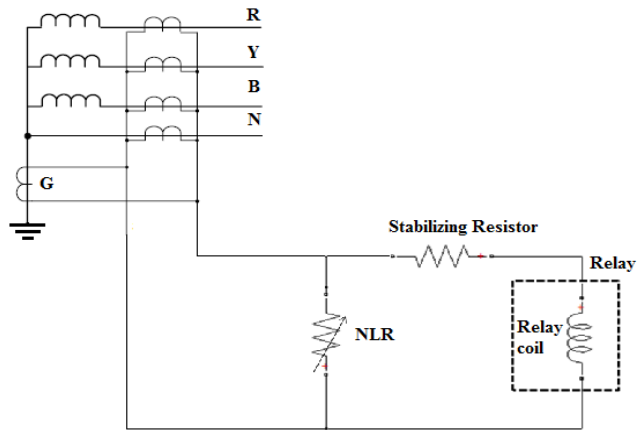 R
Y
B
N
G
Stabilizing Resistor
Relay
NLR
Relay
coil